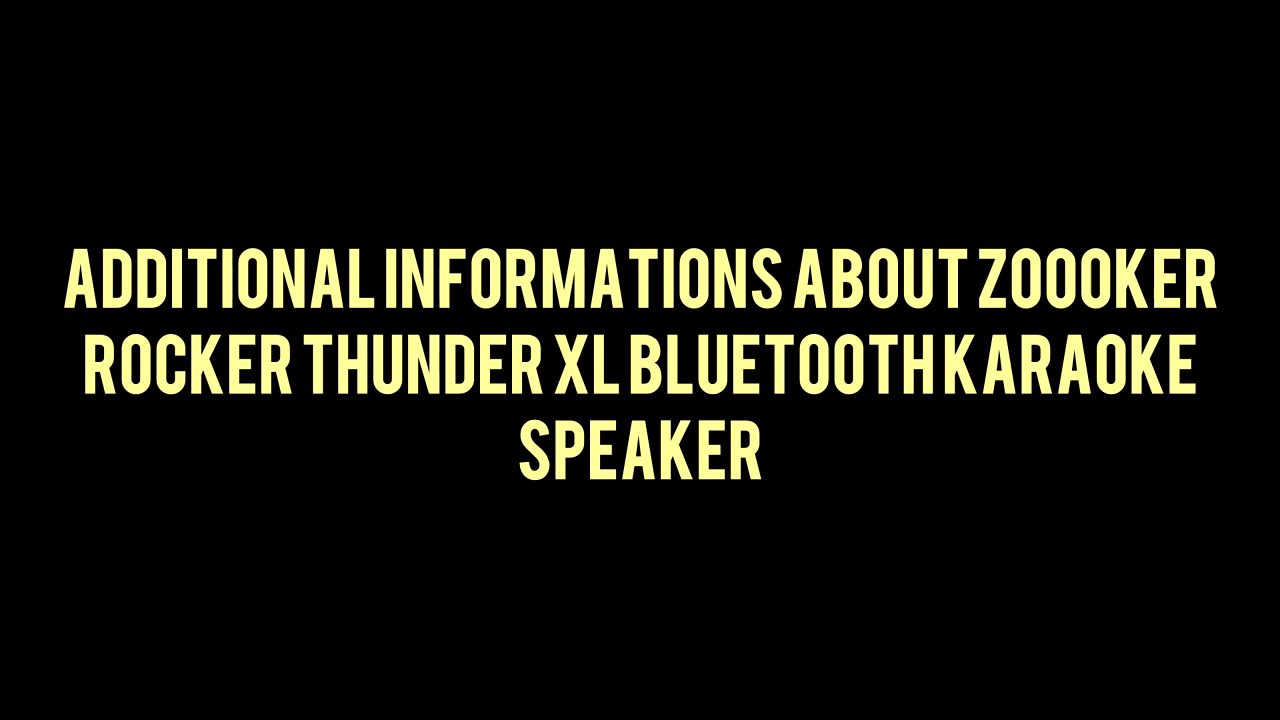 ADDITIONAL INFORMATIONS ABOUT ZOOOKER
ROCKER THUNDER XL BLUETOOTH KARAOKE
SPEAKER